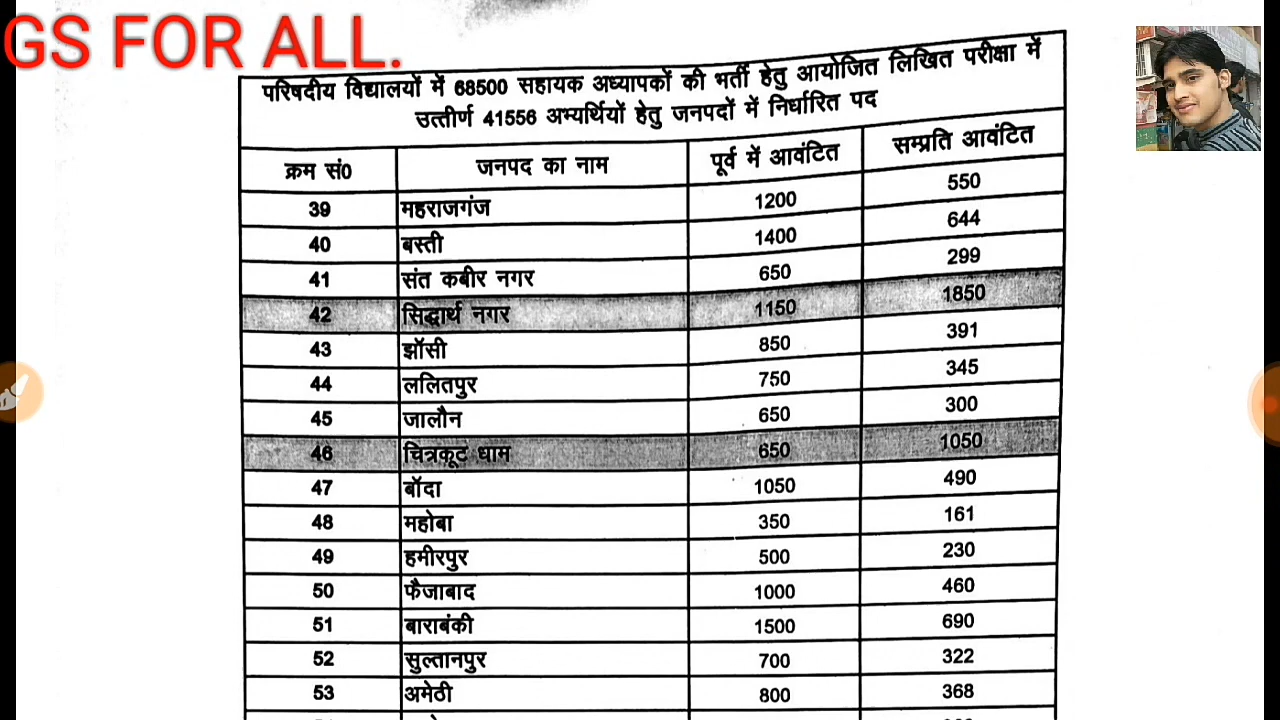 GS FOR ALL.
परिषदीय विद्यालयों में 68500 सहायक अध्यापकों की भर्ती हेतु आयोजित लिखित परीक्षा में
उत्तीर्ण 41556 अभ्यर्थियों हेतु जनपदों में निर्धारित पद
क्रम सं0 जनपद का नाम पूर्व में आवंटित सम्प्रति आवंटित
39 महराजगंज 1200 550
40 बस्ती 1400 644
41 संत कबीर नगर 650 299
42 सिद्धार्थ नगर 1150 1850
43 झॉसी 850 391
44 ललितपुर 750 345
45 जालौन 650 300
46 चित्रकूट धाम 650 1050
47 बॉदा 1050 490
48 महोबा 350 161
49 हमीरपुर 500 230
50 फैजाबाद 1000 460
51 बाराबंकी 1500 690
52 सुल्तानपुर 700 322
53 अमेठी 800 368